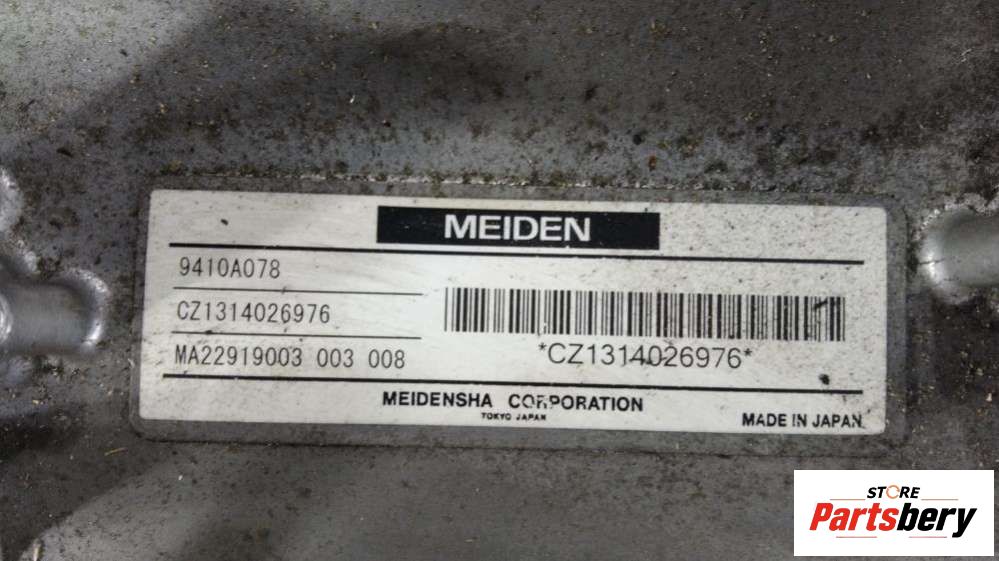 MEIDEN
9410A078
CZ1314026976
MA22919003 003 008
*CZ1314026976*
MEIDENSHA CORPORATION
TOKYO JAPAN
MADE IN JAPAN
STORE
Partsbery